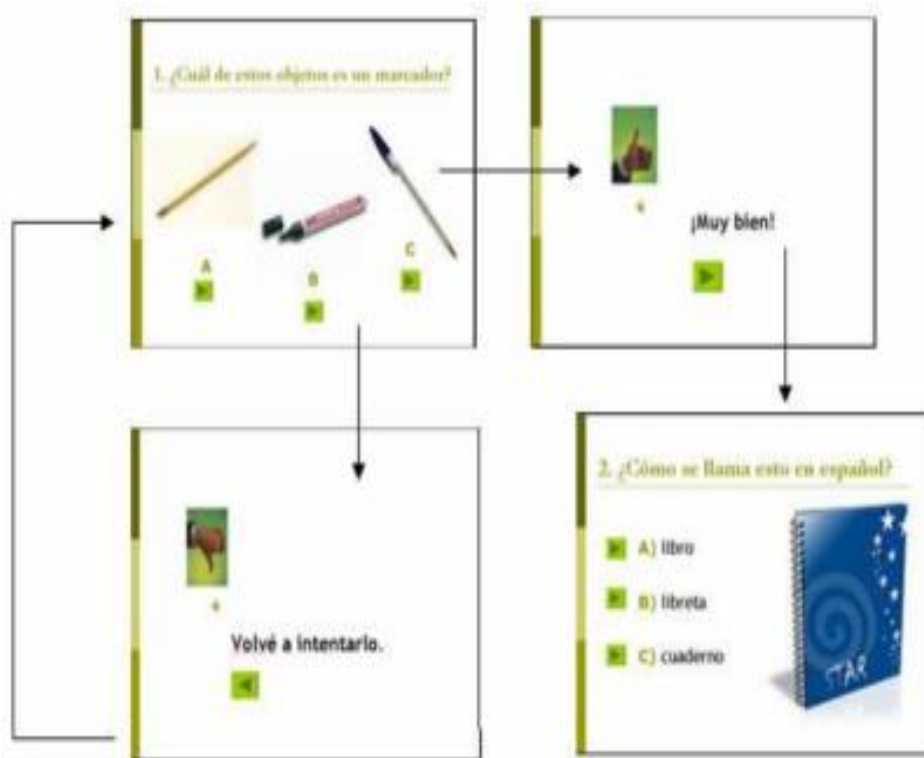 1. ¿Cuál de estos objetos es un marcador?
A
B
C
¡Muy bien!
Volvé a intentarlo.
2. ¿Cómo se llama esto en español?
A) libro
B) libreta
C) cuaderno
STAR